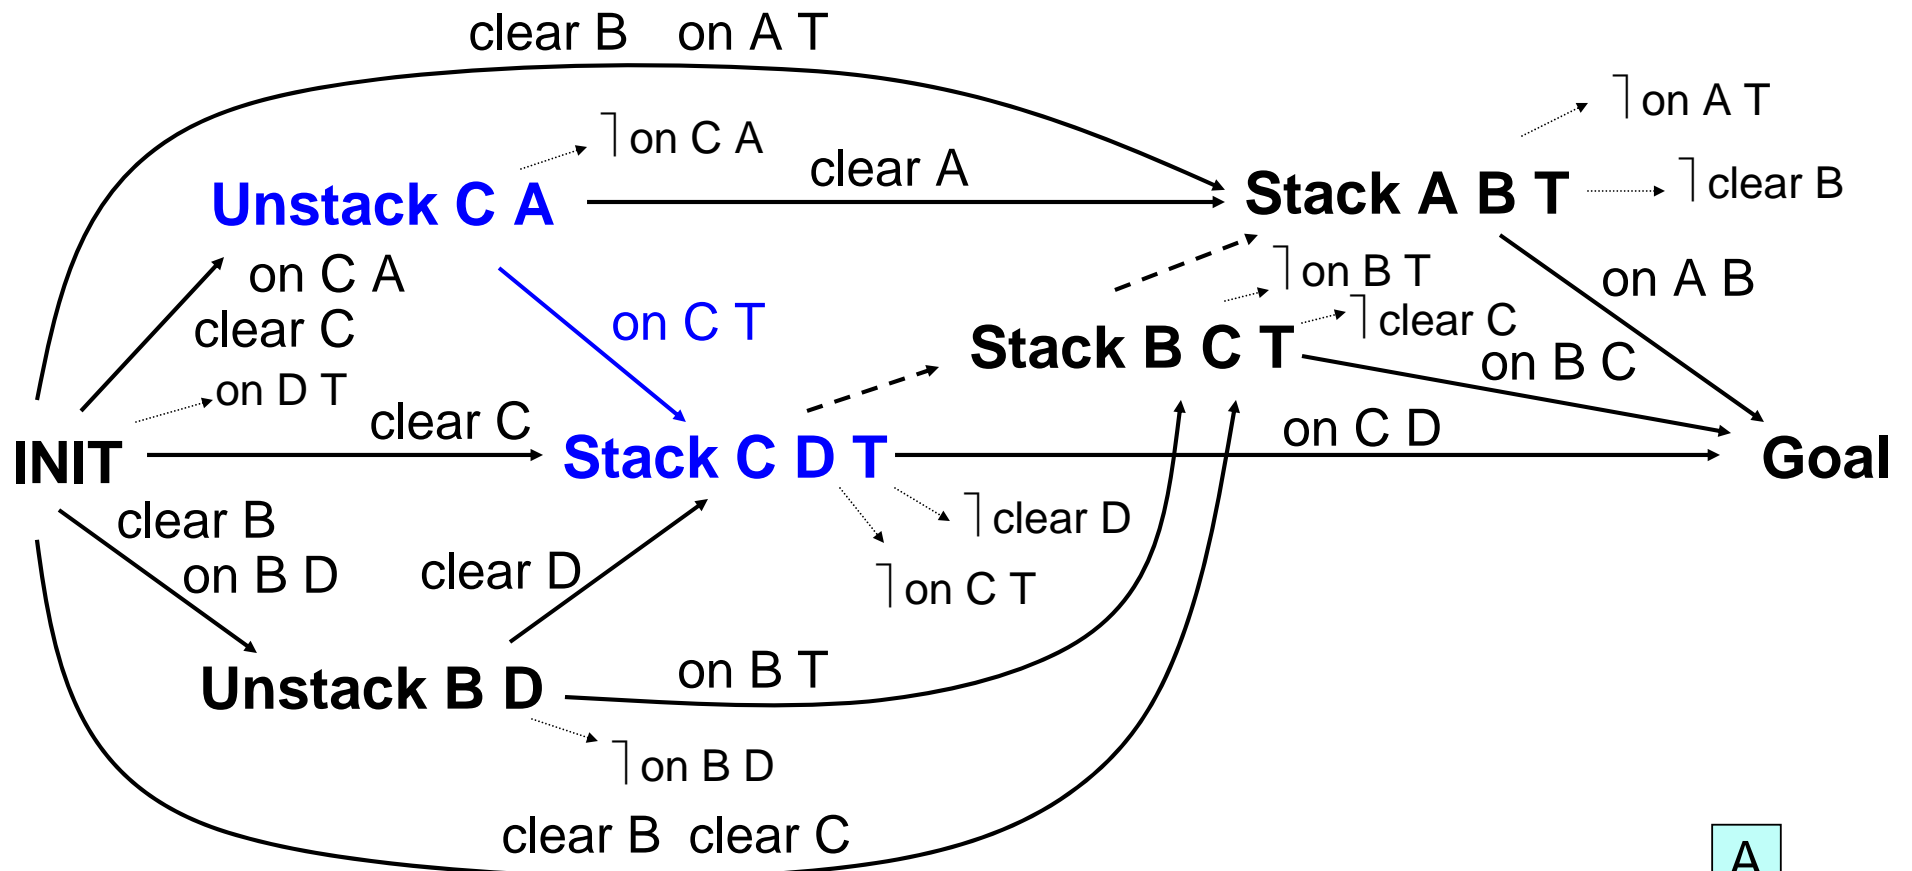 clear B on A T
¬ on A T
¬ on C A
clear A
Unstack C A
Stack A B T
¬ clear B
on C A
¬ on B T
on A B
clear C
on C T
¬ clear C
Stack B C T
on B C
on D T
clear C
on C D
INIT
Stack C D T
Goal
clear B
¬ clear D
on B D
clear D
¬ on C T
Unstack B D
on B T
¬ on B D
clear B clear C
A